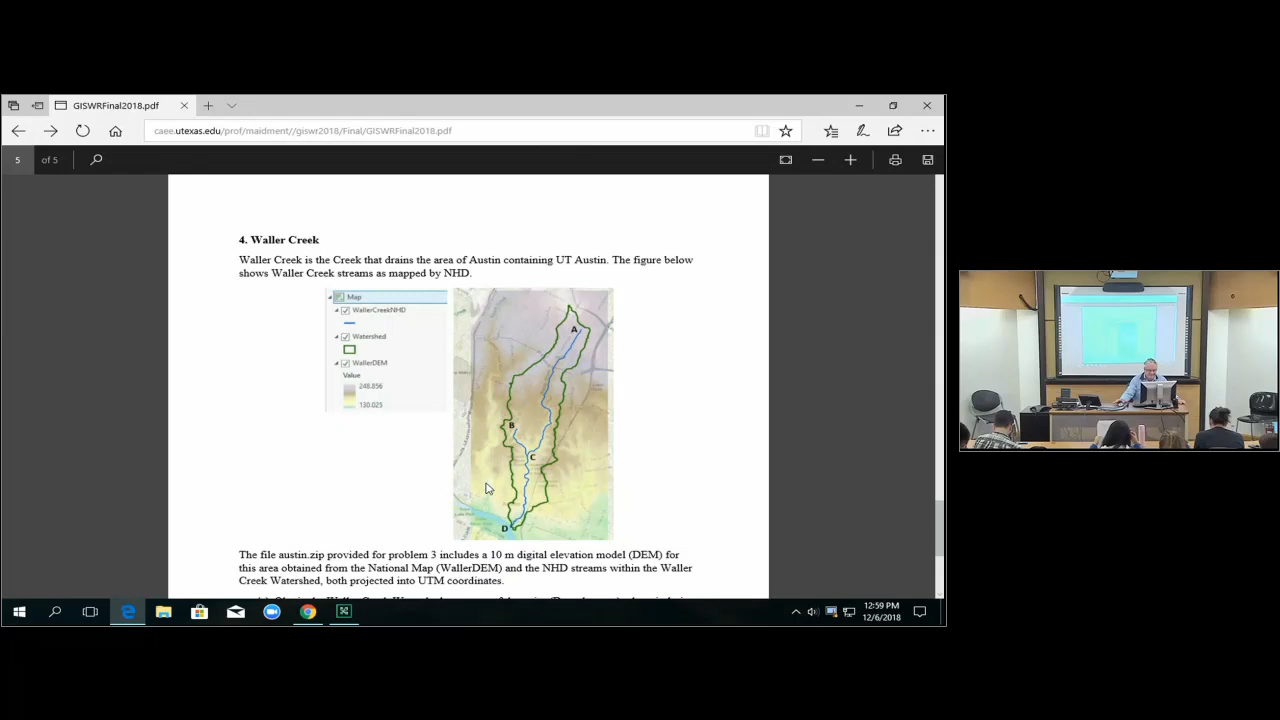 GISWRFinal2018.pdf
caee.utexas.edu/prof/maidment//giswr2018/Final/GISWRFinal2018.pdf
5 of 5
4. Waller Creek
Waller Creek is the Creek that drains the area of Austin containing UT Austin. The figure below
shows Waller Creek streams as mapped by NHD.
Map
WallerCreekNHD
Watershed
WallerDEM
Value
248.856
130.025
A
B
C
D
The file austin.zip provided for problem 3 includes a 10 m digital elevation model (DEM) for
this area obtained from the National Map (WallerDEM) and the NHD streams within the Waller
Creek Watershed, both projected into UTM coordinates.
12:59 PM
12/6/2018